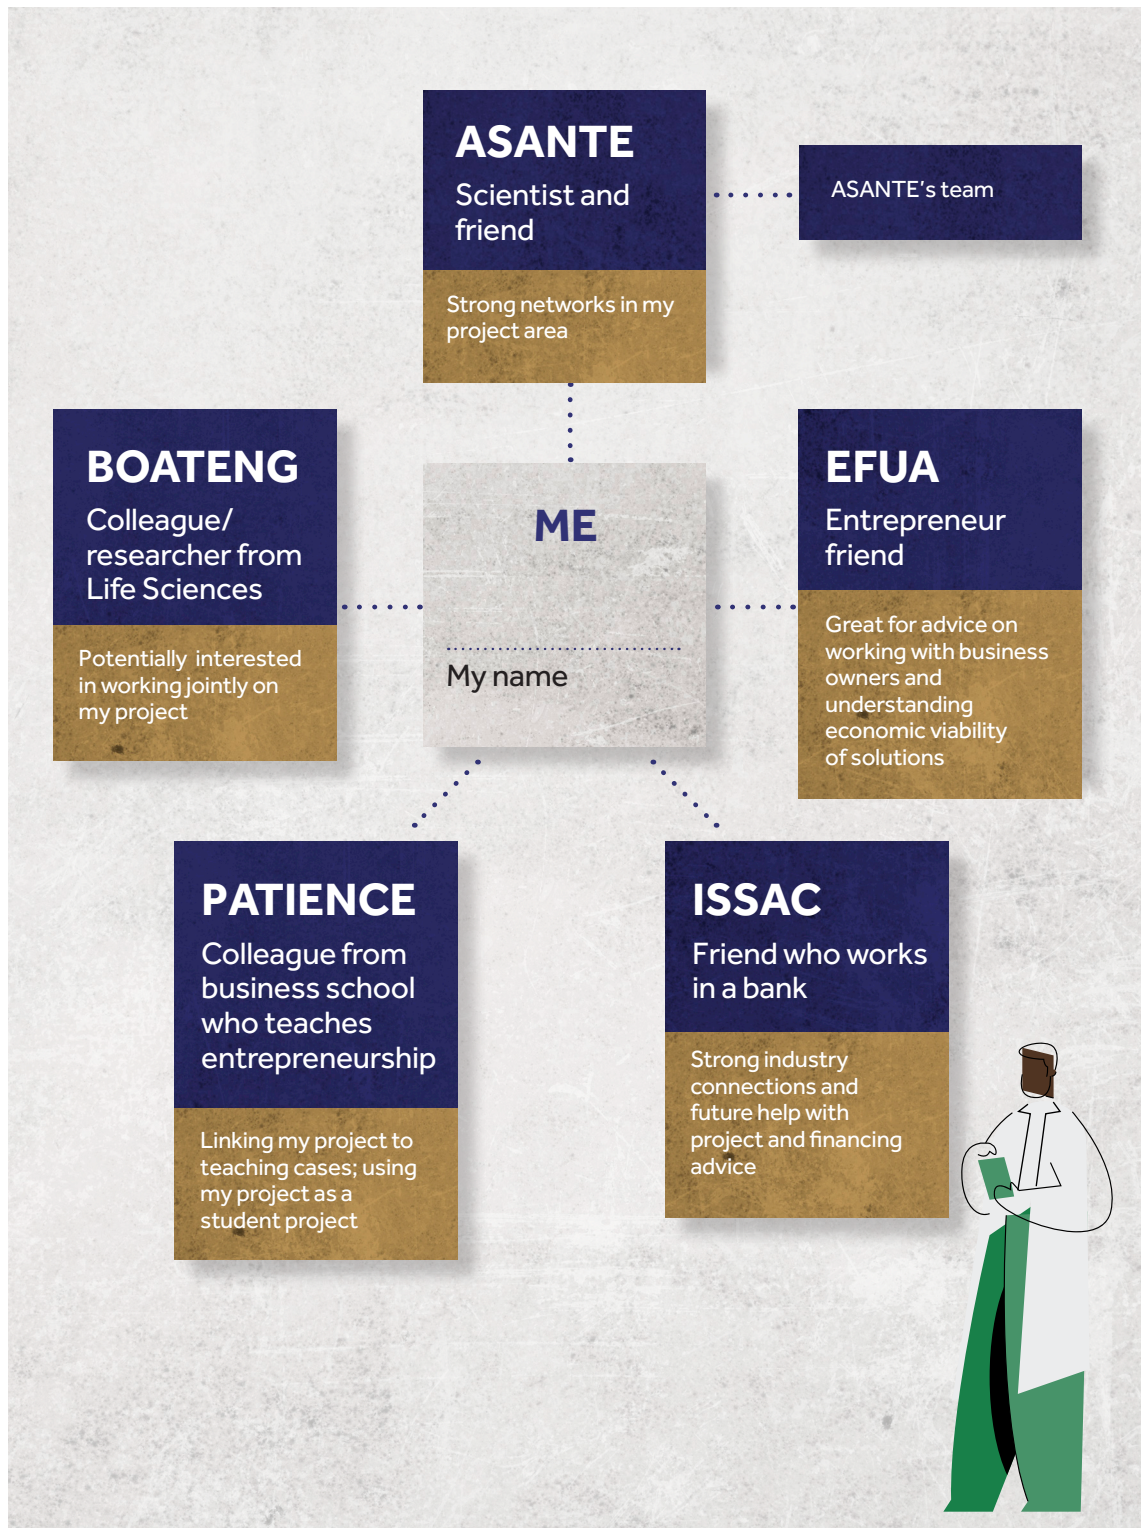 ASANTE
Scientist and
friend
Strong networks in my
project area
ASANTE's team
BOATENG
Colleague/
researcher from
Life Sciences
Potentially interested
in working jointly on
my project
ME
My name
EFUA
Entrepreneur
friend
Great for advice on
working with business
owners and
understanding
economic viability
of solutions
PATIENCE
Colleague from
business school
who teaches
entrepreneurship
Linking my project to
teaching cases; using
my project as a
student project
ISSAC
Friend who works
in a bank
Strong industry
connections and
future help with
project and financing
advice